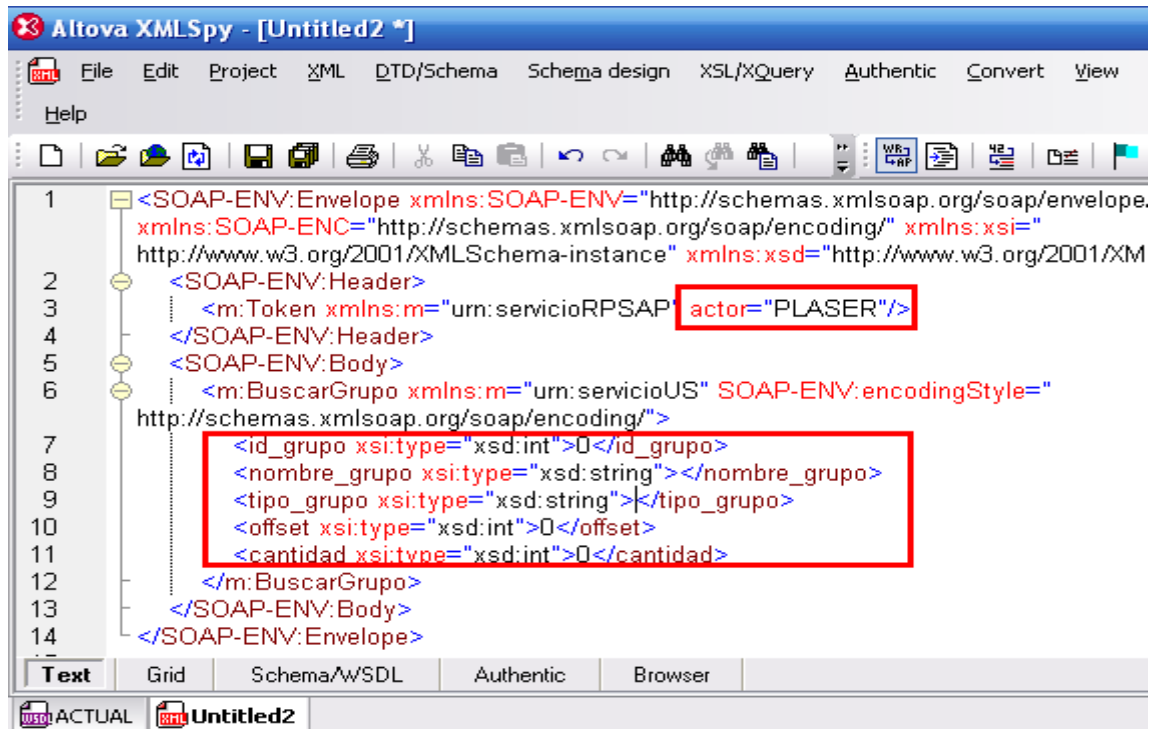 Altova XMLSpy - [Untitled2 *]
File Edit Project XML DTD/Schema Schema design XSL/XQuery Authentic Convert View
Help
1 <SOAP-ENV:Envelope xmlns:SOAP-ENV="http://schemas.xmlsoap.org/soap/envelope.
xmlns:SOAP-ENC="http://schemas.xmlsoap.org/soap/encoding/" xmlns:xsi="
http://www.w3.org/2001/XMLSchema-instance" xmlns:xsd="http://www.w3.org/2001/XM
2 <SOAP-ENV:Header>
3 <m:Token xmlns:m="urn:servicioRPSAP" actor="PLASER"/>
4 </SOAP-ENV:Header>
5 <SOAP-ENV:Body>
6 <m:BuscarGrupo xmlns:m="urn:servicioUS" SOAP-ENV:encodingStyle="
http://schemas.xmlsoap.org/soap/encoding/">
7 <id_grupo xsi:type="xsd:int">0</id_grupo>
8 <nombre_grupo xsi:type="xsd:string"></nombre_grupo>
9 <tipo_grupo xsi:type="xsd:string"></tipo_grupo>
10 <offset xsi:type="xsd:int">0</offset>
11 <cantidad xsi:type="xsd:int">0</cantidad>
12 </m:BuscarGrupo>
13 </SOAP-ENV:Body>
14 </SOAP-ENV:Envelope>
Text Grid Schema/WSDL Authentic Browser
ACTUAL Untitled2